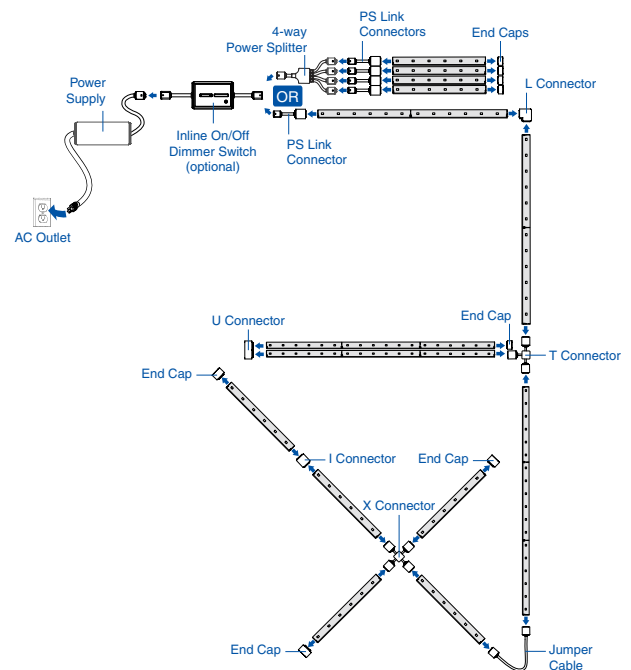 4-way
Power Splitter
PS Link
Connectors
End Caps
Power
Supply
L Connector
OR
Inline On/Off
Dimmer Switch
(optional)
PS Link
Connector
AC Outlet
End Cap
U Connector
T Connector
End Cap
I Connector
End Cap
X Connector
End Cap
Jumper
Cable